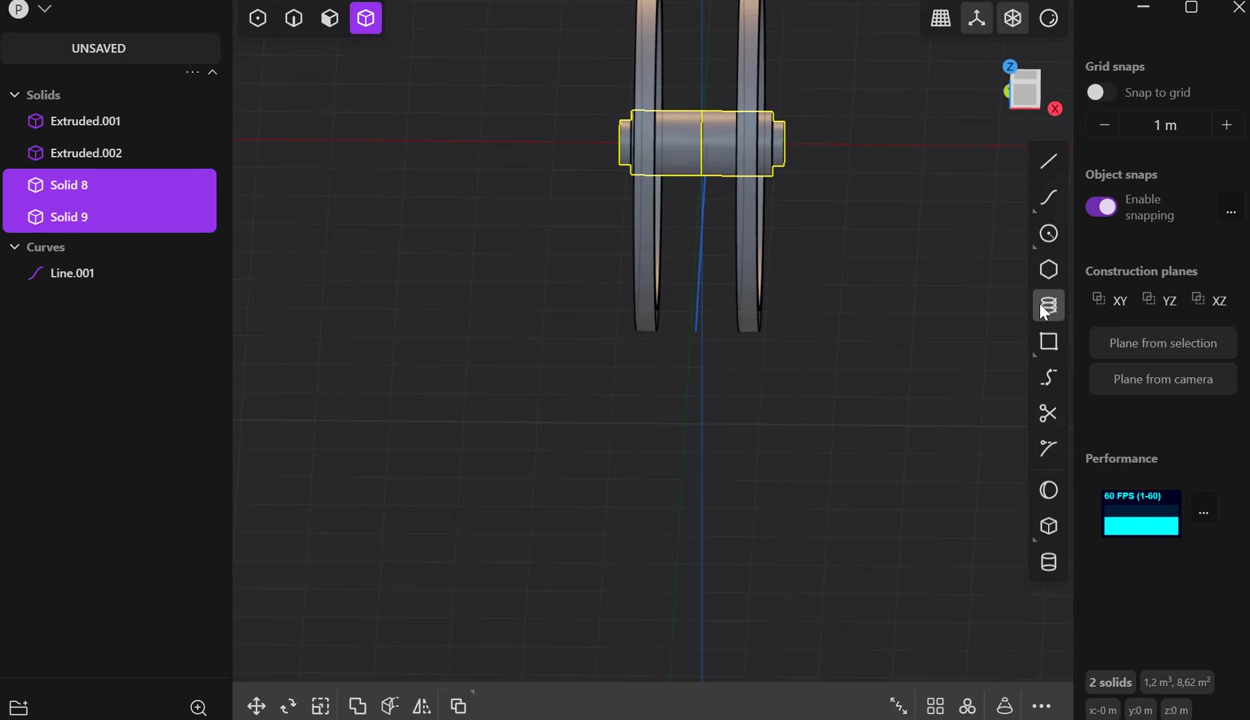 P
UNSAVED
...
Solids
Extruded.001
Extruded.002
Solid 8
Solid 9
Curves
Line.001
Z
X
Grid snaps
Snap to grid
1 m
Object snaps
Enable
snapping
...
Construction planes
XY YZ XZ
Plane from selection
Plane from camera
Performance
60 FPS (1-60)
...
2 solids 1,2 m³, 8,62 m²
x:-0 m y:0 m z:0 m